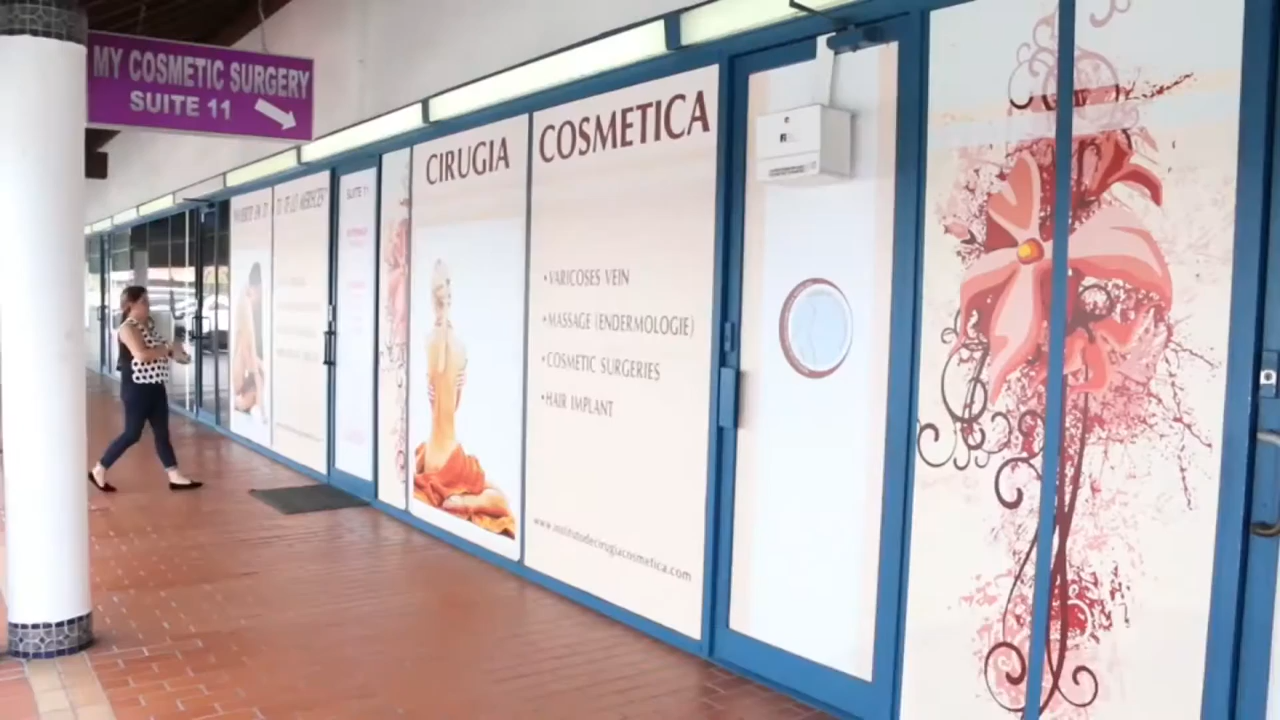 MY COSMETIC SURGERY
SUITE 11
CIRUGIA COSMETICA
• VARICOSES VEIN
• MASSAGE (ENDERMOLOGIE)
• COSMETIC SURGERIES
• HAIR IMPLANT
www.institutodecirugiacosmetica.com
SUITE 11